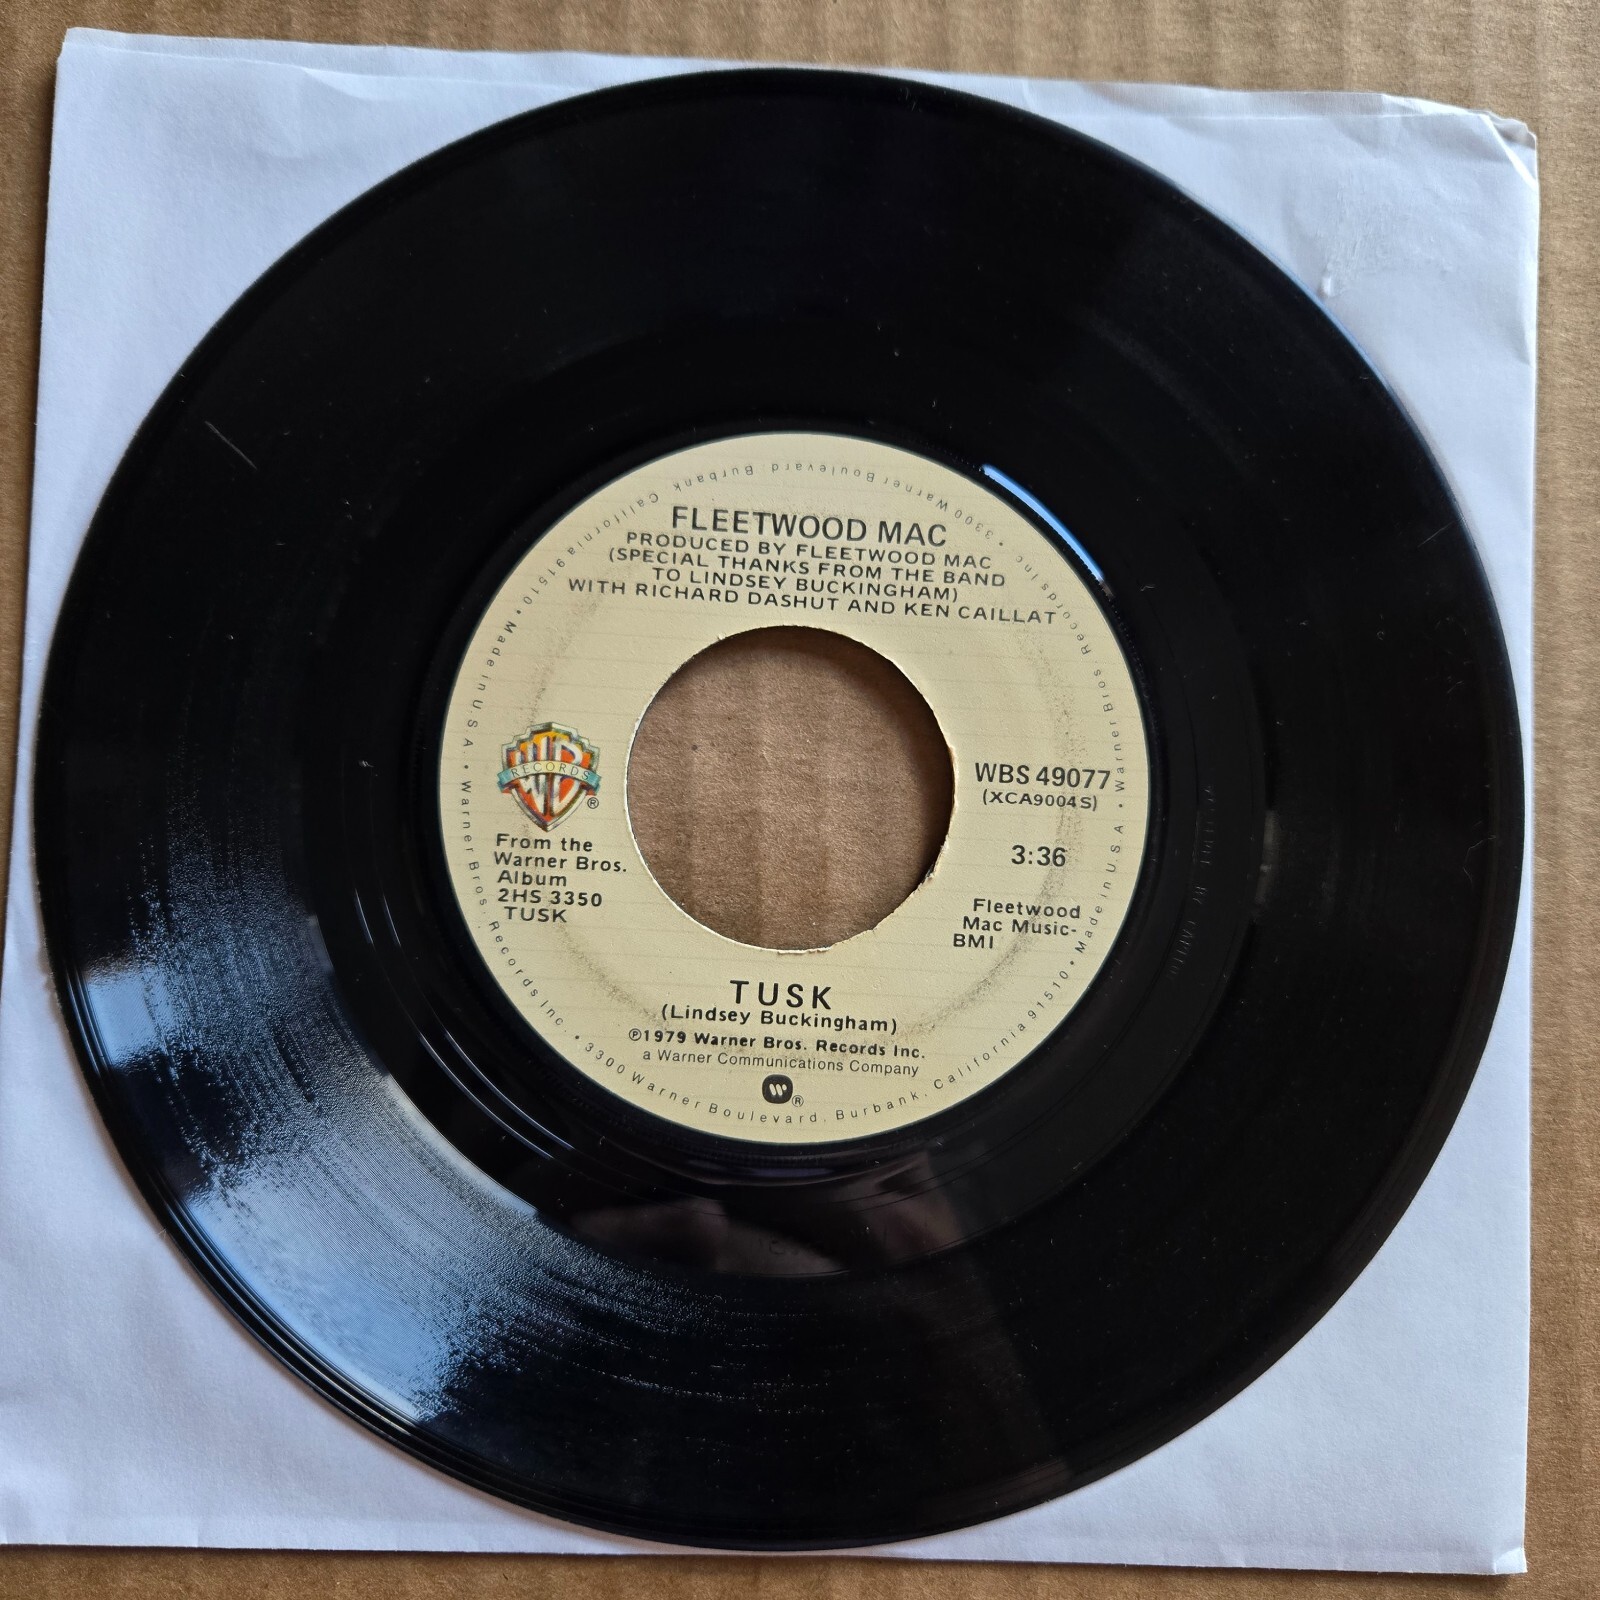 FLEETWOOD MAC
PRODUCED BY FLEETWOOD MAC
(SPECIAL THANKS FROM THE BAND
TO LINDSEY BUCKINGHAM)
WITH RICHARD DASHUT AND KEN CAILLAT
WB
RECORDS
®
From the
Warner Bros.
Album
2HS 3350
TUSK
WBS 49077
(XCA9004S)
3:36
Fleetwood
Mac Music-
BMI
TUSK
(Lindsey Buckingham)
℗1979 Warner Bros. Records Inc.
a Warner Communications Company
W ®
Warner Bros. Records Inc. • 3300 Warner Boulevard, Burbank, California 91510 • Made in U.S.A. •
Warner Bros Records Inc. • 3300 Warner Boulevard, Burbank, California 91510 • Made in U.S.A. •